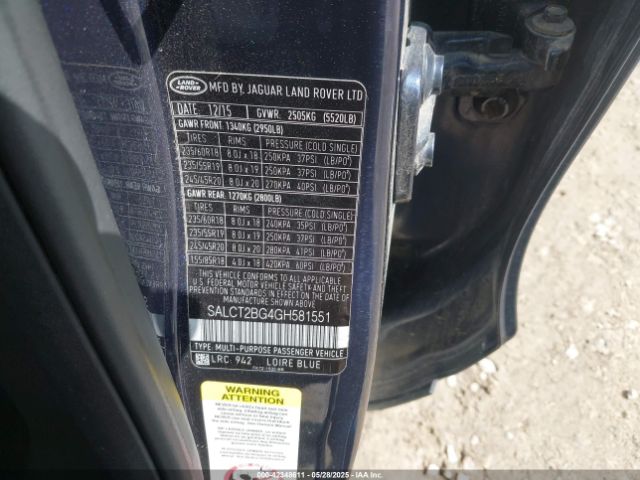 LAND ROVER
MFD BY. JAGUAR LAND ROVER LTD
DATE. 12/15 GVWR. 2505KG (5520LB)
GAWR FRONT. 1340KG (2950LB)
TIRES RIMS PRESSURE (COLD SINGLE)
235/60R18 8.0J x 18 250KPA 37PSI (LB/PO²)
235/55R19 8.0J x 19 250KPA 37PSI (LB/PO²)
245/45R20 8.0J x 20 270KPA 40PSI (LB/PO²)
GAWR REAR. 1270KG (2800LB)
TIRES RIMS PRESSURE (COLD SINGLE)
235/60R18 8.0J x 18 240KPA 35PSI (LB/PO²)
235/55R19 8.0J x 19 250KPA 37PSI (LB/PO²)
245/45R20 8.0J x 20 280KPA 41PSI (LB/PO²)
155/85R18 4.0J x 18 420KPA 60PSI (LB/PO²)
THIS VEHICLE CONFORMS TO ALL APPLICABLE
U.S. FEDERAL MOTOR VEHICLE SAFETY AND THEFT
PREVENTION STANDARDS IN EFFECT ON THE DATE OF
MANUFACTURE SHOWN ABOVE
SALCT2BG4GH581551
TYPE: MULTI-PURPOSE PASSENGER VEHICLE
LRC: 942 LOIRE BLUE
WARNING
ATTENTION
© 000-42348611 - 05/28/2025 - IAA Inc.